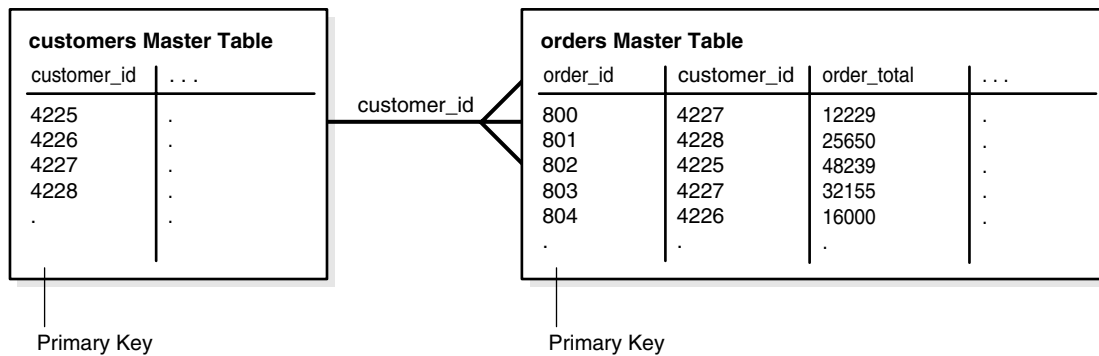 customers Master Table
customer_id ...
4225 .
4226 .
4227 .
4228 .
. .
Primary Key
customer_id
orders Master Table
order_id customer_id order_total ...
800 4227 12229 .
801 4228 25650 .
802 4225 48239 .
803 4227 32155 .
804 4226 16000 .
. . .
Primary Key